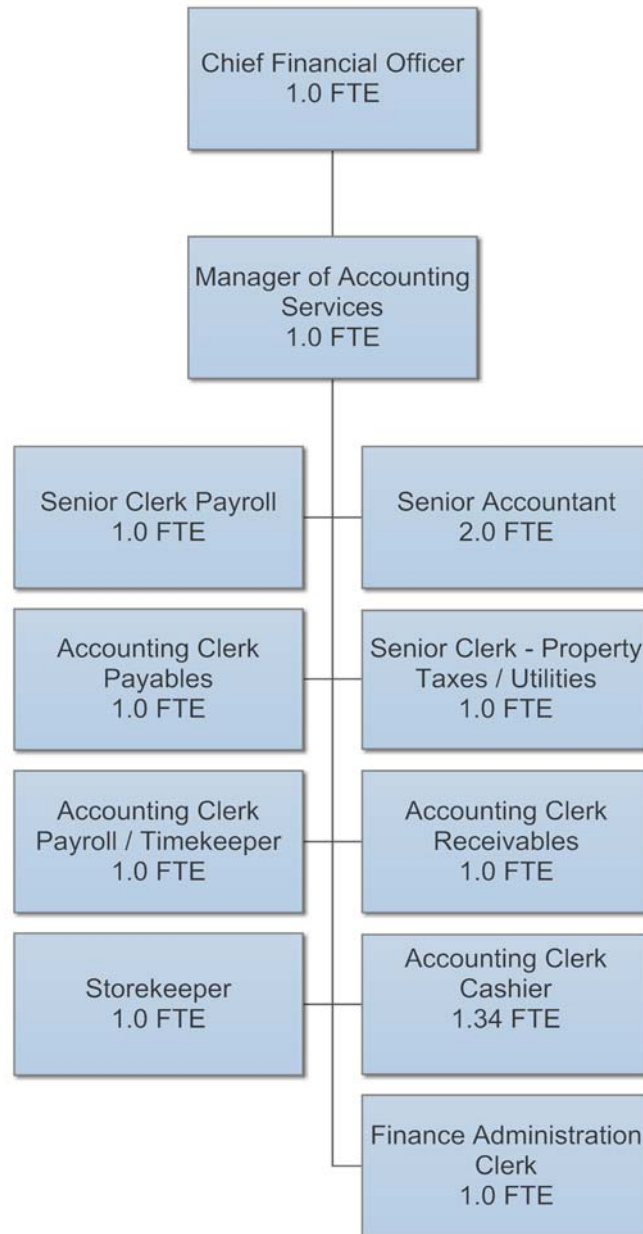 Chief Financial Officer
1.0 FTE
Manager of Accounting
Services
1.0 FTE
Senior Clerk Payroll
1.0 FTE
Senior Accountant
2.0 FTE
Accounting Clerk
Payables
1.0 FTE
Senior Clerk - Property
Taxes / Utilities
1.0 FTE
Accounting Clerk
Payroll / Timekeeper
1.0 FTE
Accounting Clerk
Receivables
1.0 FTE
Storekeeper
1.0 FTE
Accounting Clerk
Cashier
1.34 FTE
Finance Administration
Clerk
1.0 FTE